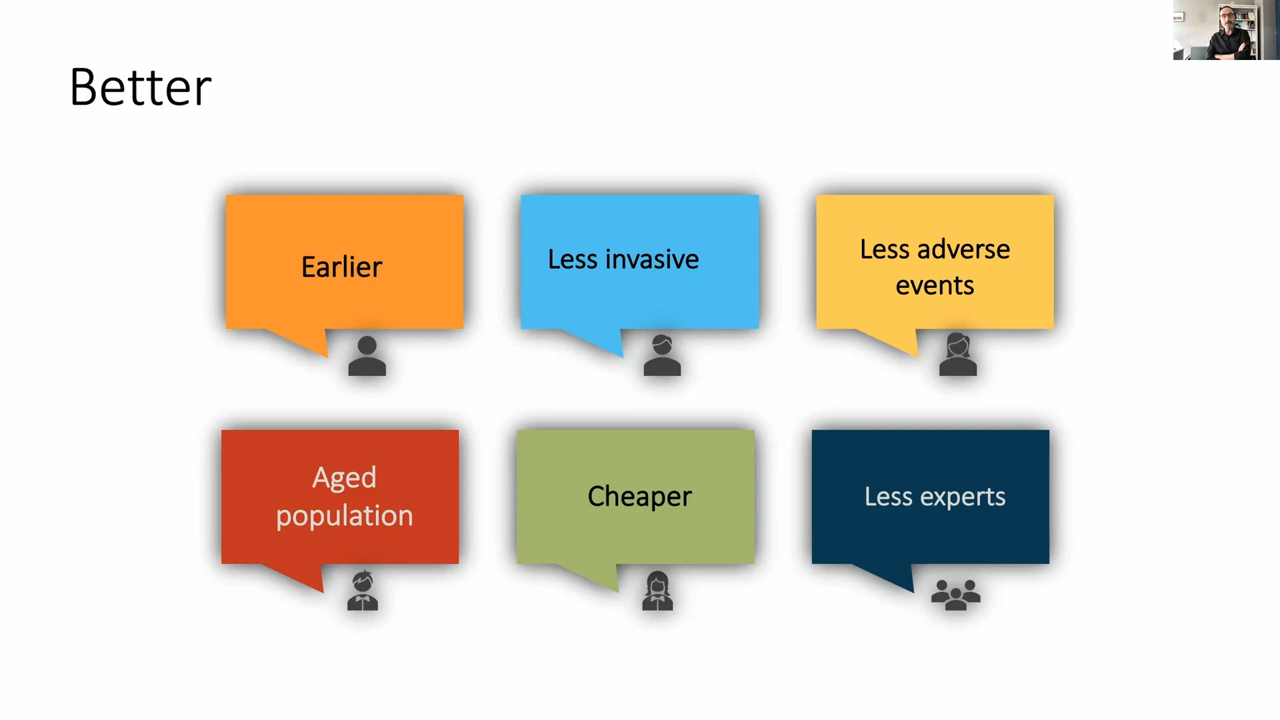 Better
Earlier
Less invasive
Less adverse
events
Aged
population
Cheaper
Less experts